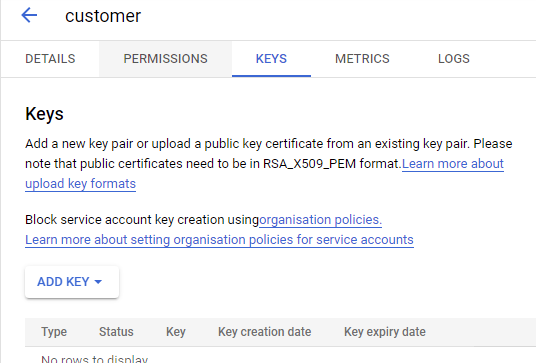 customer
DETAILS PERMISSIONS KEYS METRICS LOGS
Keys
Add a new key pair or upload a public key certificate from an existing key pair. Please
note that public certificates need to be in RSA_X509_PEM format.Learn more about
upload key formats
Block service account key creation usingorganisation policies.
Learn more about setting organisation policies for service accounts
ADD KEY
Type Status Key Key creation date Key expiry date
No rows to display